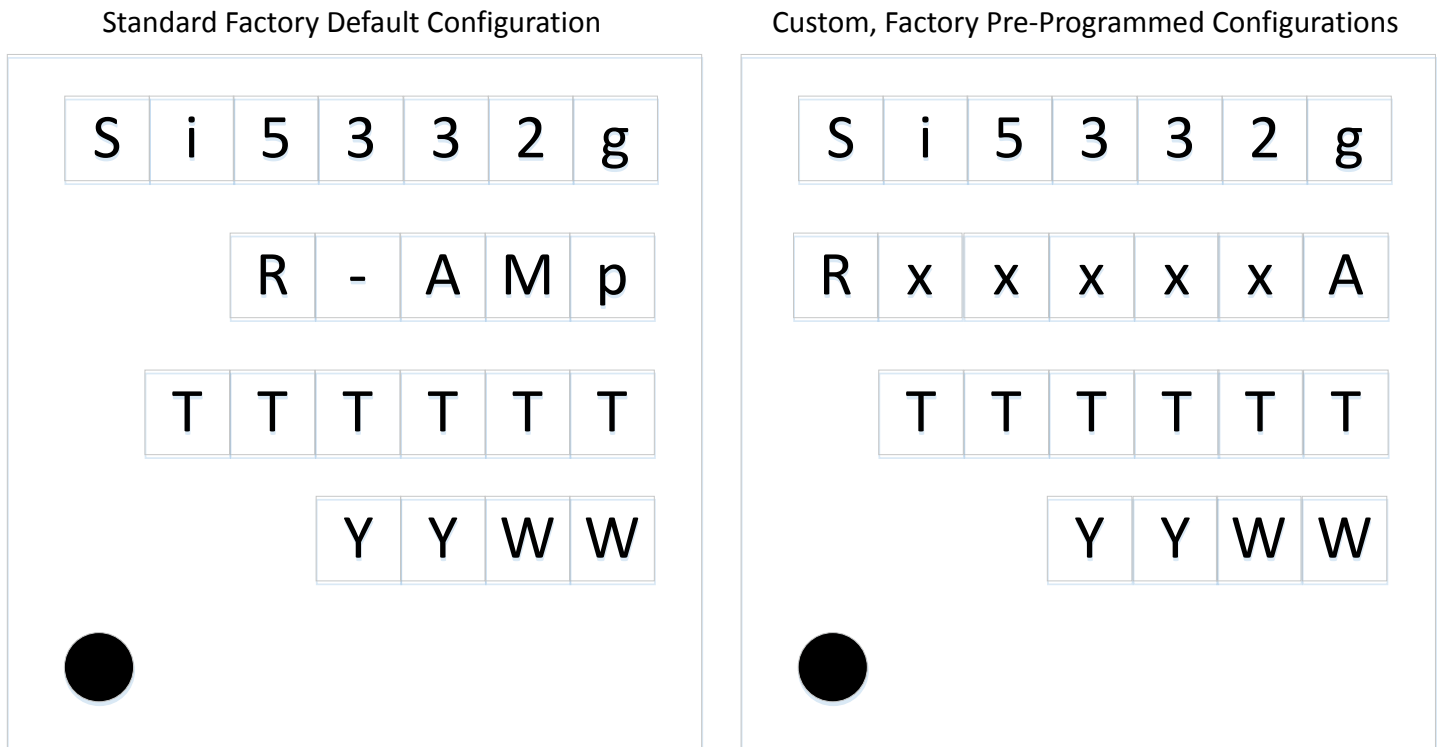 Standard Factory Default Configuration
Si5332g
R-AMp
TTTTTT
YYWW
Custom, Factory Pre-Programmed Configurations
Si5332g
RxxxxxA
TTTTTT
YYWW